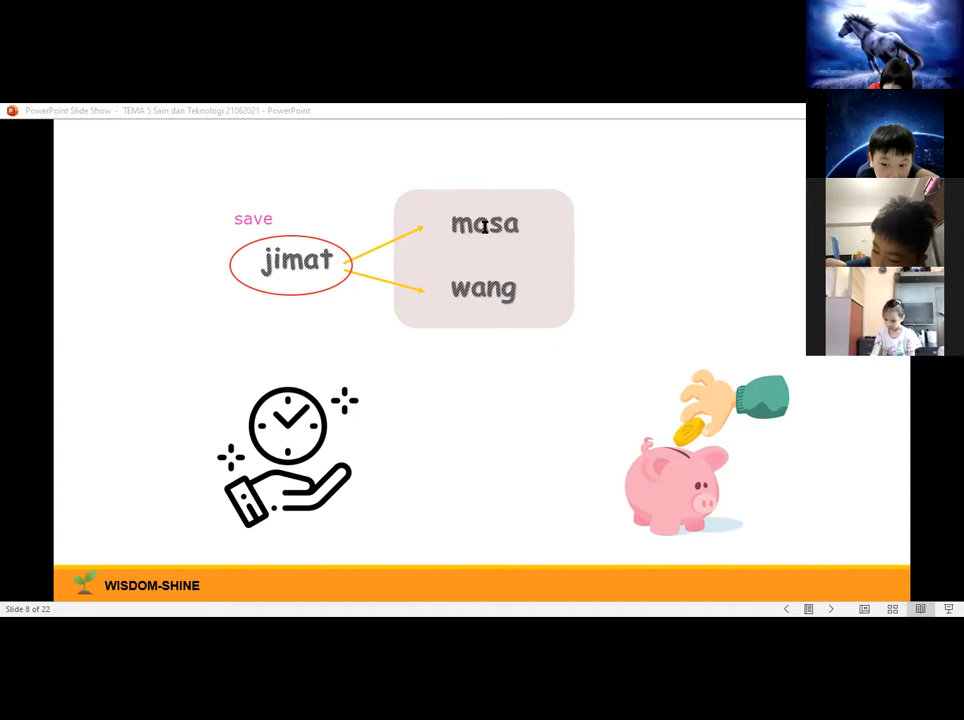 PowerPoint Slide Show - TEMA 5 Sain dan Teknologi 21062021 - PowerPoint
save
jimat
masa
wang
WISDOM-SHINE
Slide 8 of 22